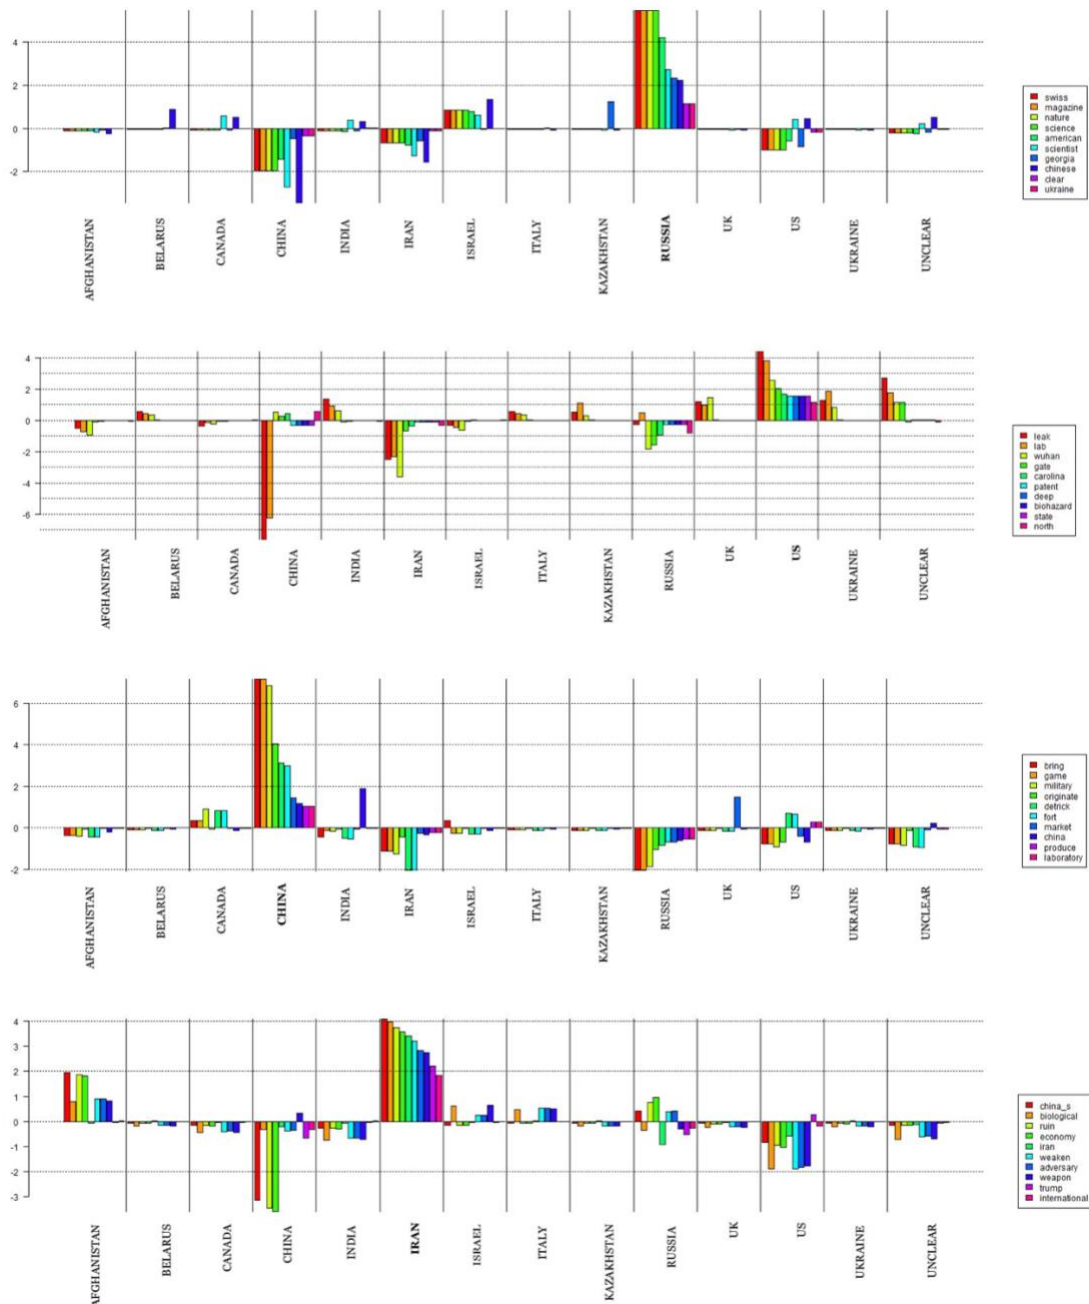 4
2
0
-2
AFGHANISTAN
BELARUS
CANADA
CHINA
INDIA
IRAN
ISRAEL
ITALY
KAZAKHSTAN
RUSSIA
UK
US
UKRAINE
UNCLEAR
swiss
magazine
nature
science
american
scientist
georgia
chinese
clear
ukraine
4
2
0
-2
-4
-6
AFGHANISTAN
BELARUS
CANADA
CHINA
INDIA
IRAN
ISRAEL
ITALY
KAZAKHSTAN
RUSSIA
UK
US
UKRAINE
UNCLEAR
leak
lab
wuhan
gate
carolina
patent
deep
biohazard
state
north
6
4
2
0
-2
AFGHANISTAN
BELARUS
CANADA
CHINA
INDIA
IRAN
ISRAEL
ITALY
KAZAKHSTAN
RUSSIA
UK
US
UKRAINE
UNCLEAR
bring
game
military
originate
detrick
fort
market
china
produce
laboratory
4
3
2
1
0
-1
-2
-3
AFGHANISTAN
BELARUS
CANADA
CHINA
INDIA
IRAN
ISRAEL
ITALY
KAZAKHSTAN
RUSSIA
UK
US
UKRAINE
UNCLEAR
china_s
biological
ruin
economy
iran
weaken
adversary
weapon
trump
international